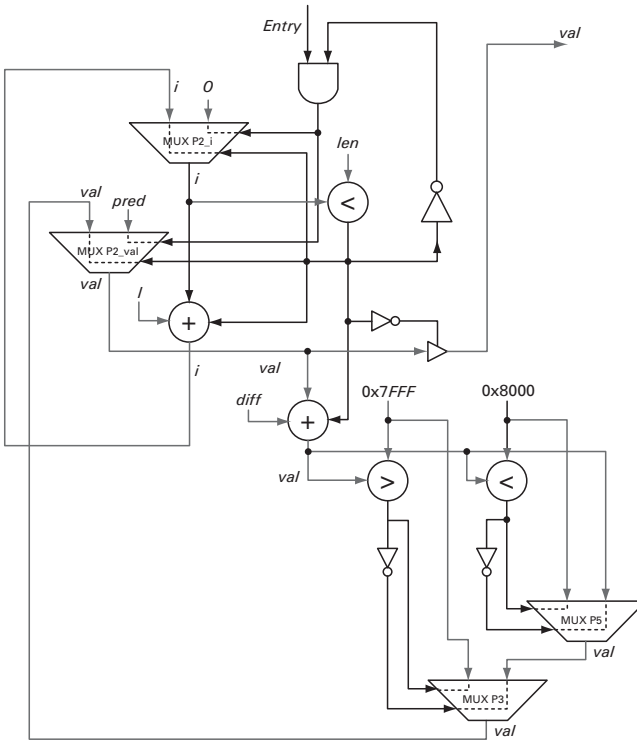 Entry
val
i 0
MUX P2_i
len
i
<
val pred
MUX P2_val
val
I
+
i
val
diff
+
0x7FFF
0x8000
val
>
<
MUX P5
val
MUX P3
val